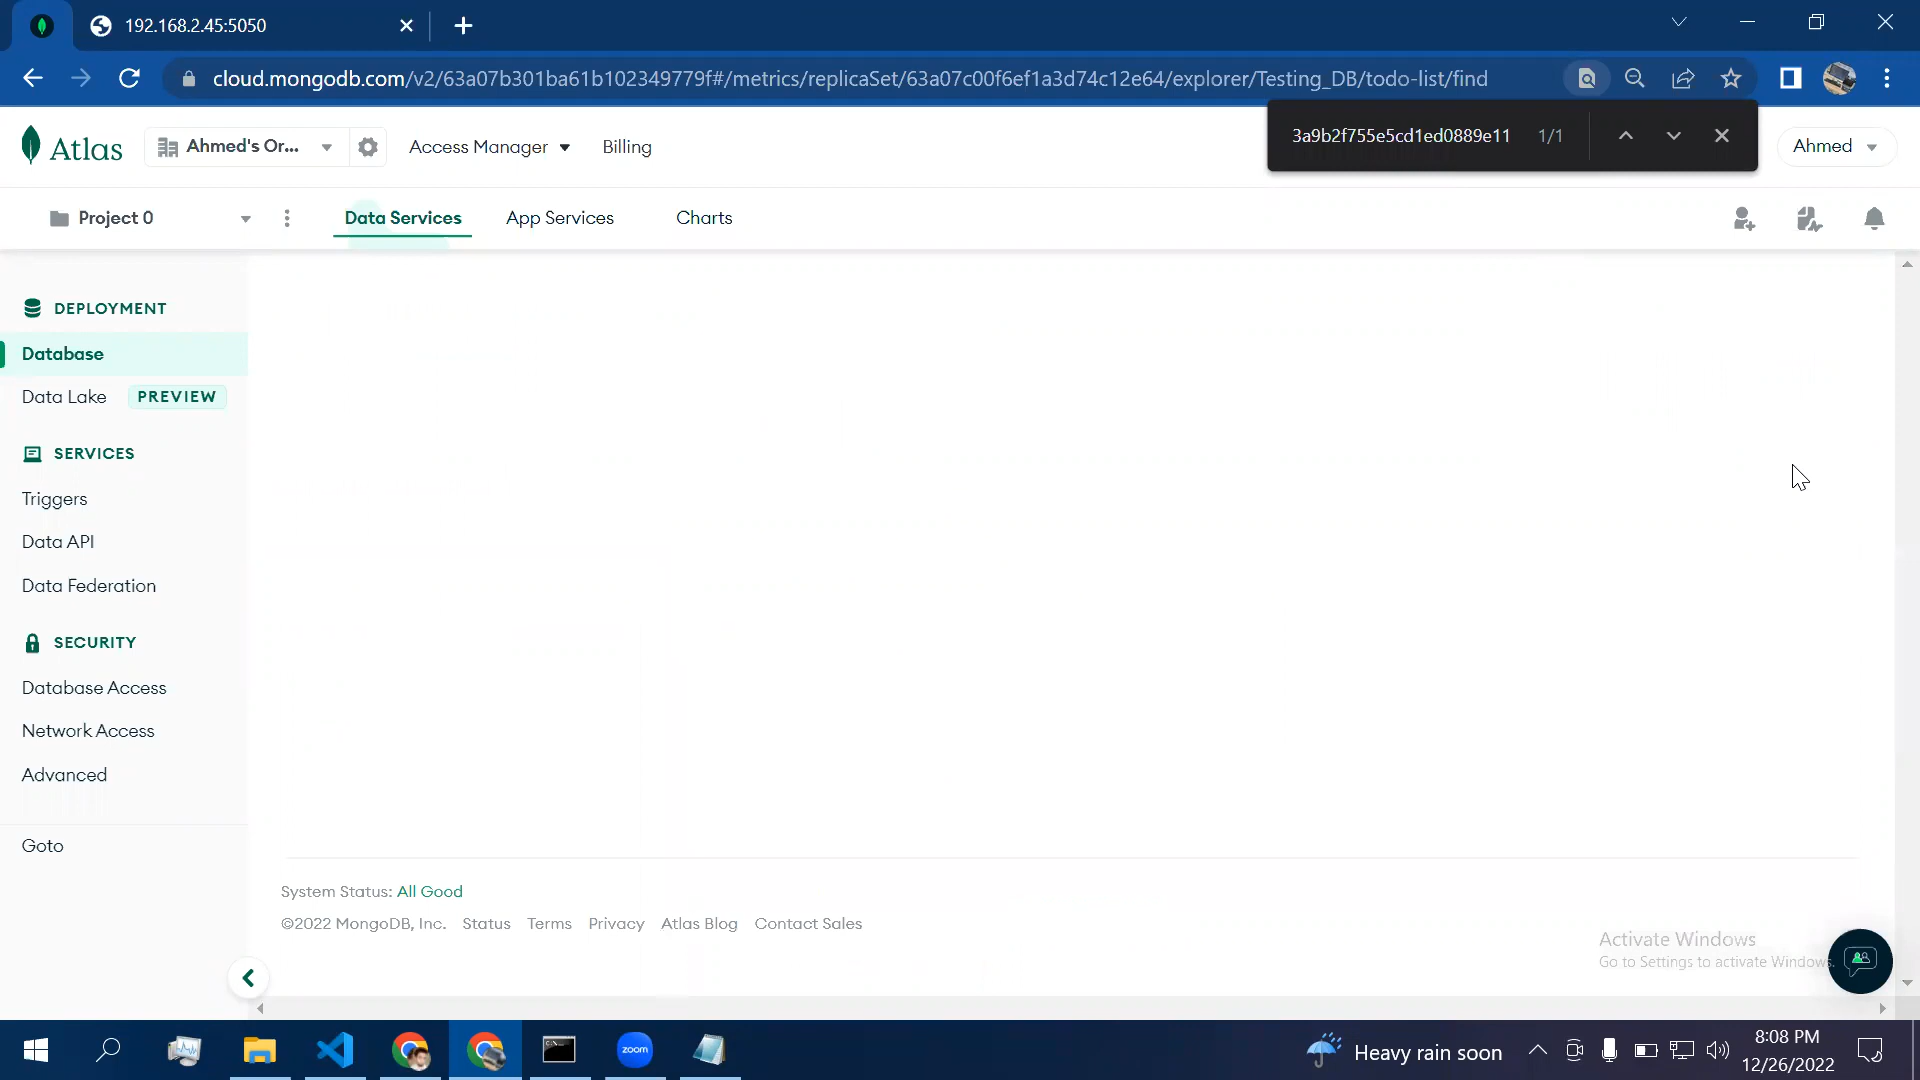 192.168.2.45:5050
cloud.mongodb.com/v2/63a07b301ba61b102349779f#/metrics/replicaSet/63a07c00f6ef1a3d74c12e64/explorer/Testing_DB/todo-list/find
3a9b2f755e5cd1ed0889e11 1/1
Atlas Ahmed's Or... Access Manager Billing Ahmed
Project 0 Data Services App Services Charts
DEPLOYMENT
Database
Data Lake PREVIEW
SERVICES
Triggers
Data API
Data Federation
SECURITY
Database Access
Network Access
Advanced
Goto
System Status: All Good
©2022 MongoDB, Inc. Status Terms Privacy Atlas Blog Contact Sales
Activate Windows
Go to Settings to activate Windows.
zoom
Heavy rain soon
8:08 PM
12/26/2022